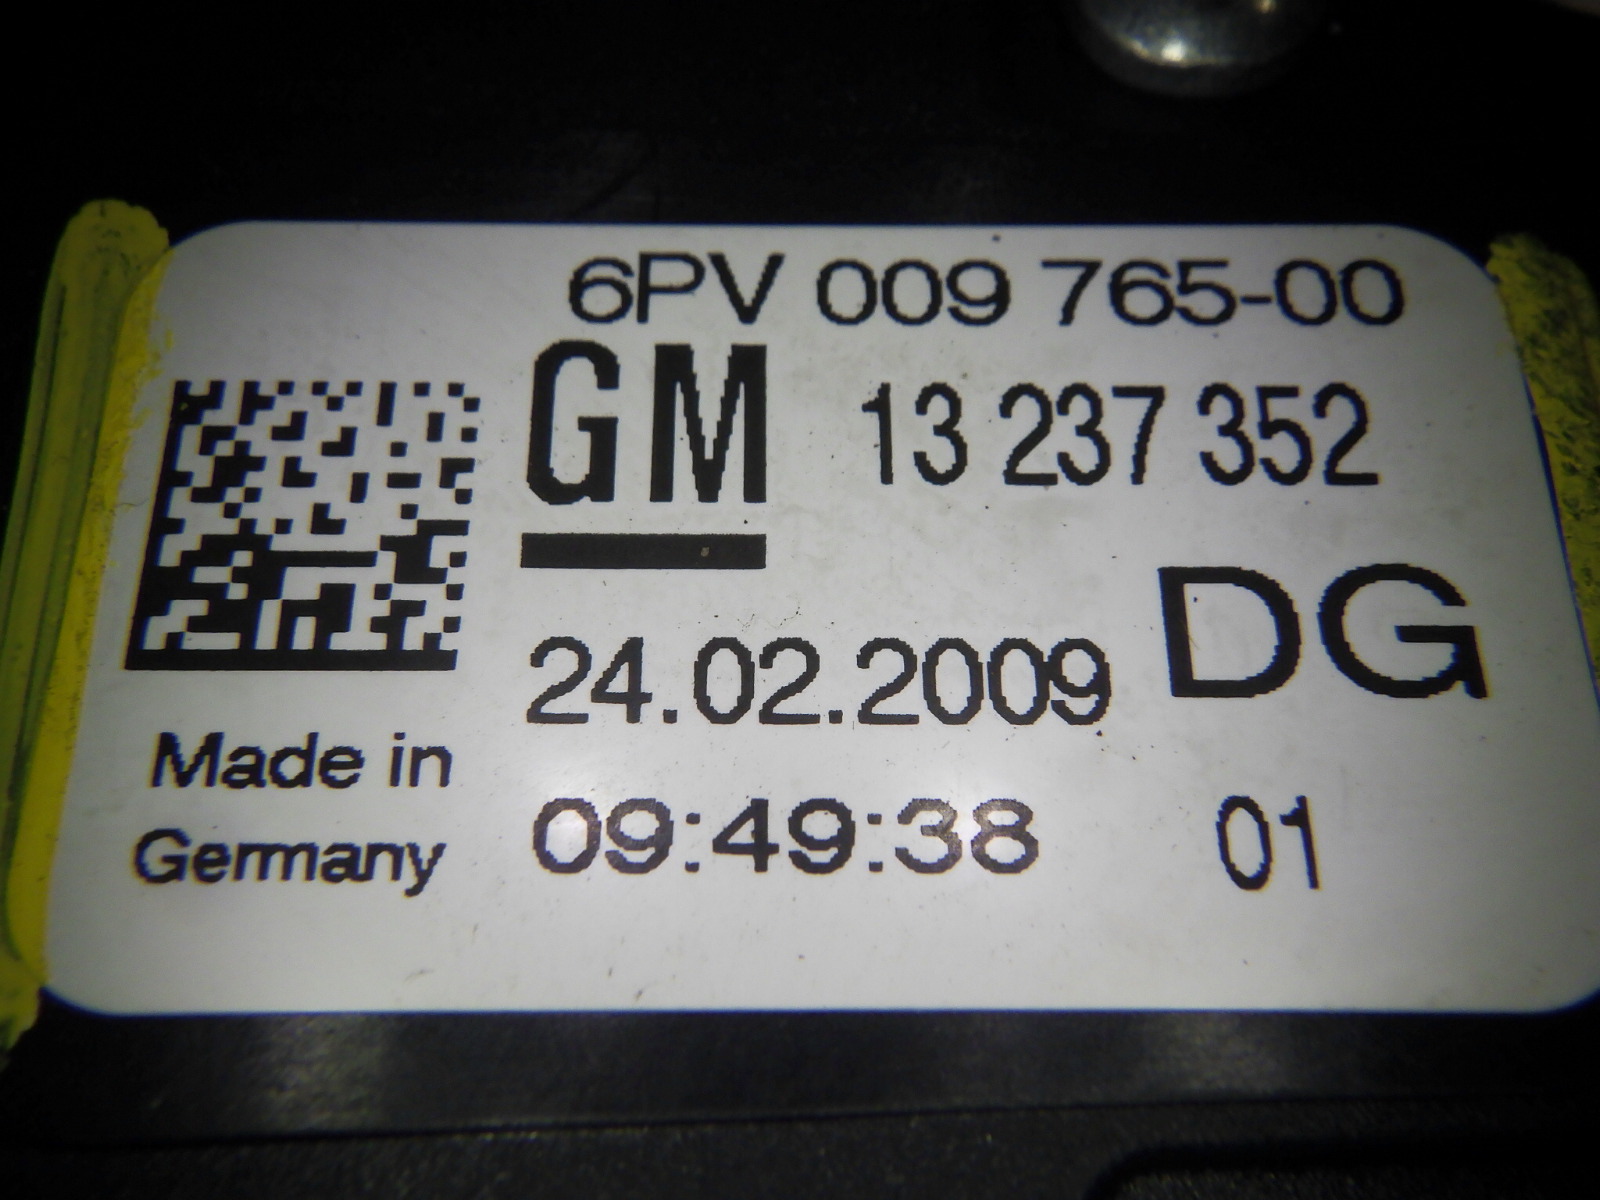 6PV 009 765-00
GM 13 237 352
DG
24.02.2009
Made in
Germany
09:49:38 01